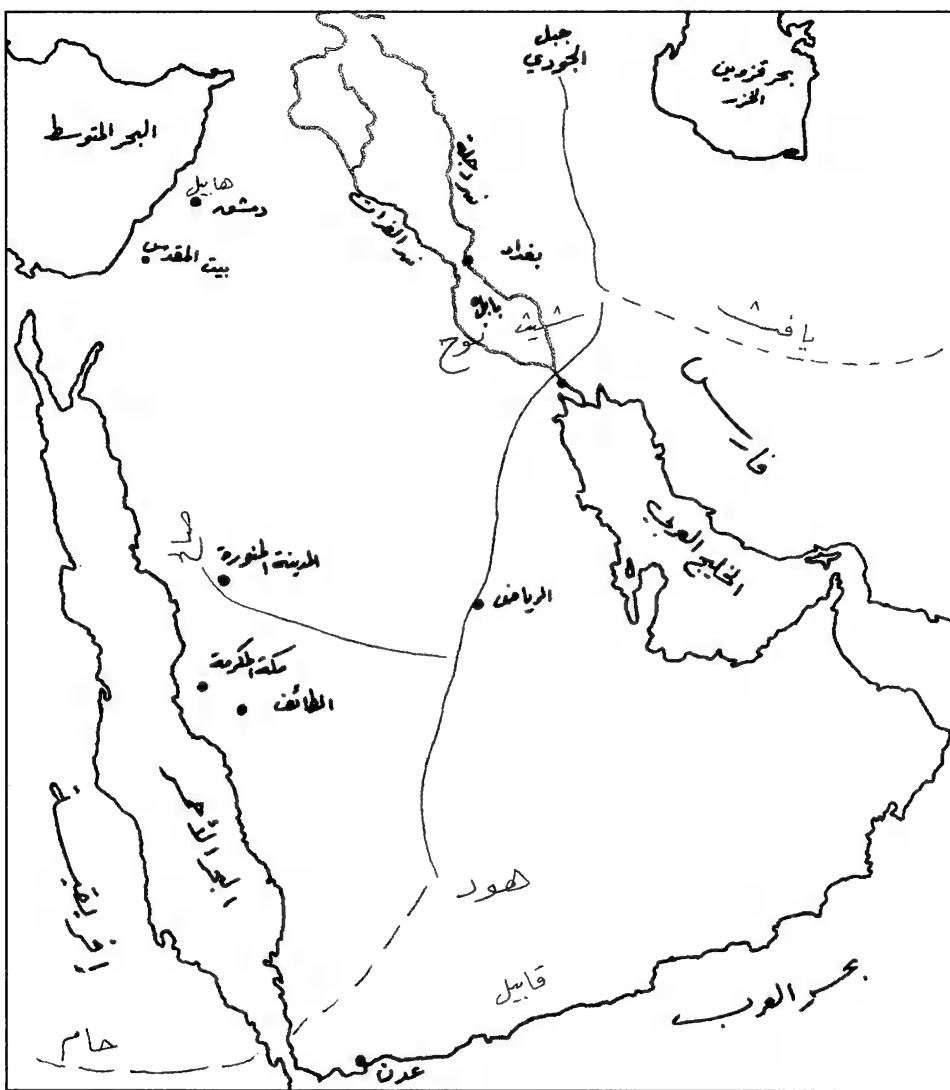 جبل
الجودي
بحر قزوين
الخزر
البحر المتوسط
هابيل
دمشق
بيت المقدس
نهر دجلة
نهر الفرات
بغداد
بابل
شيث
نوح
يافث
فارس
صالح
المدينة المنورة
الخليج العربي
الرياض
مكة المكرمة
الطائف
البحر الأحمر
افريقية
هود
قابيل
بحر العرب
حام
عدن